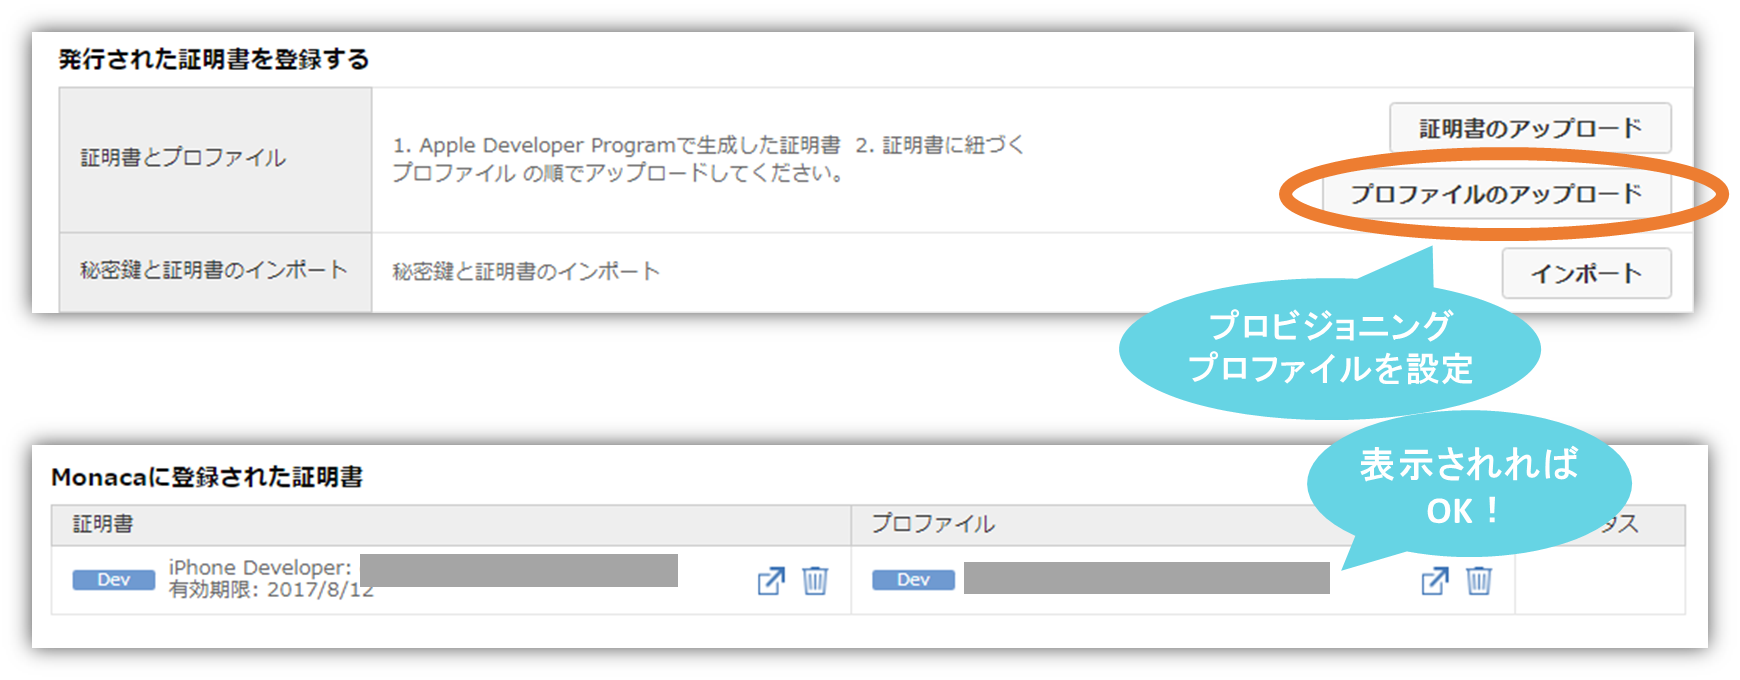 発行された証明書を登録する
証明書とプロファイル
1. Apple Developer Programで生成した証明書 2. 証明書に紐づく
プロファイル の順でアップロードしてください。
証明書のアップロード
プロファイルのアップロード
秘密鍵と証明書のインポート
秘密鍵と証明書のインポート
インポート
プロビジョニング
プロファイルを設定
表示されれば
OK！
Monacaに登録された証明書
証明書
プロファイル
タス
Dev
iPhone Developer:
有効期限: 2017/8/12
Dev